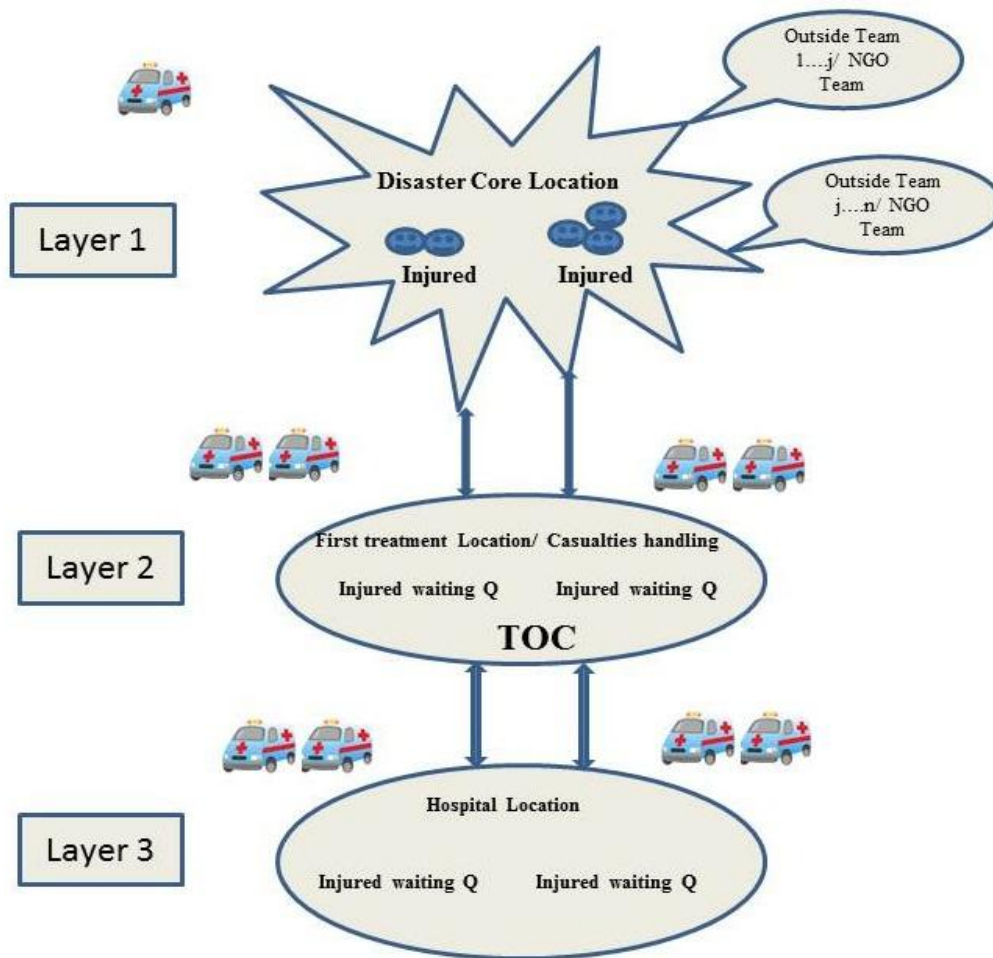 Outside Team
1....j/ NGO
Team
Disaster Core Location
Outside Team
j....n/ NGO
Team
Layer 1
Injured
Injured
First treatment Location/ Casualties handling
Layer 2
Injured waiting Q
Injured waiting Q
TOC
Hospital Location
Layer 3
Injured waiting Q
Injured waiting Q